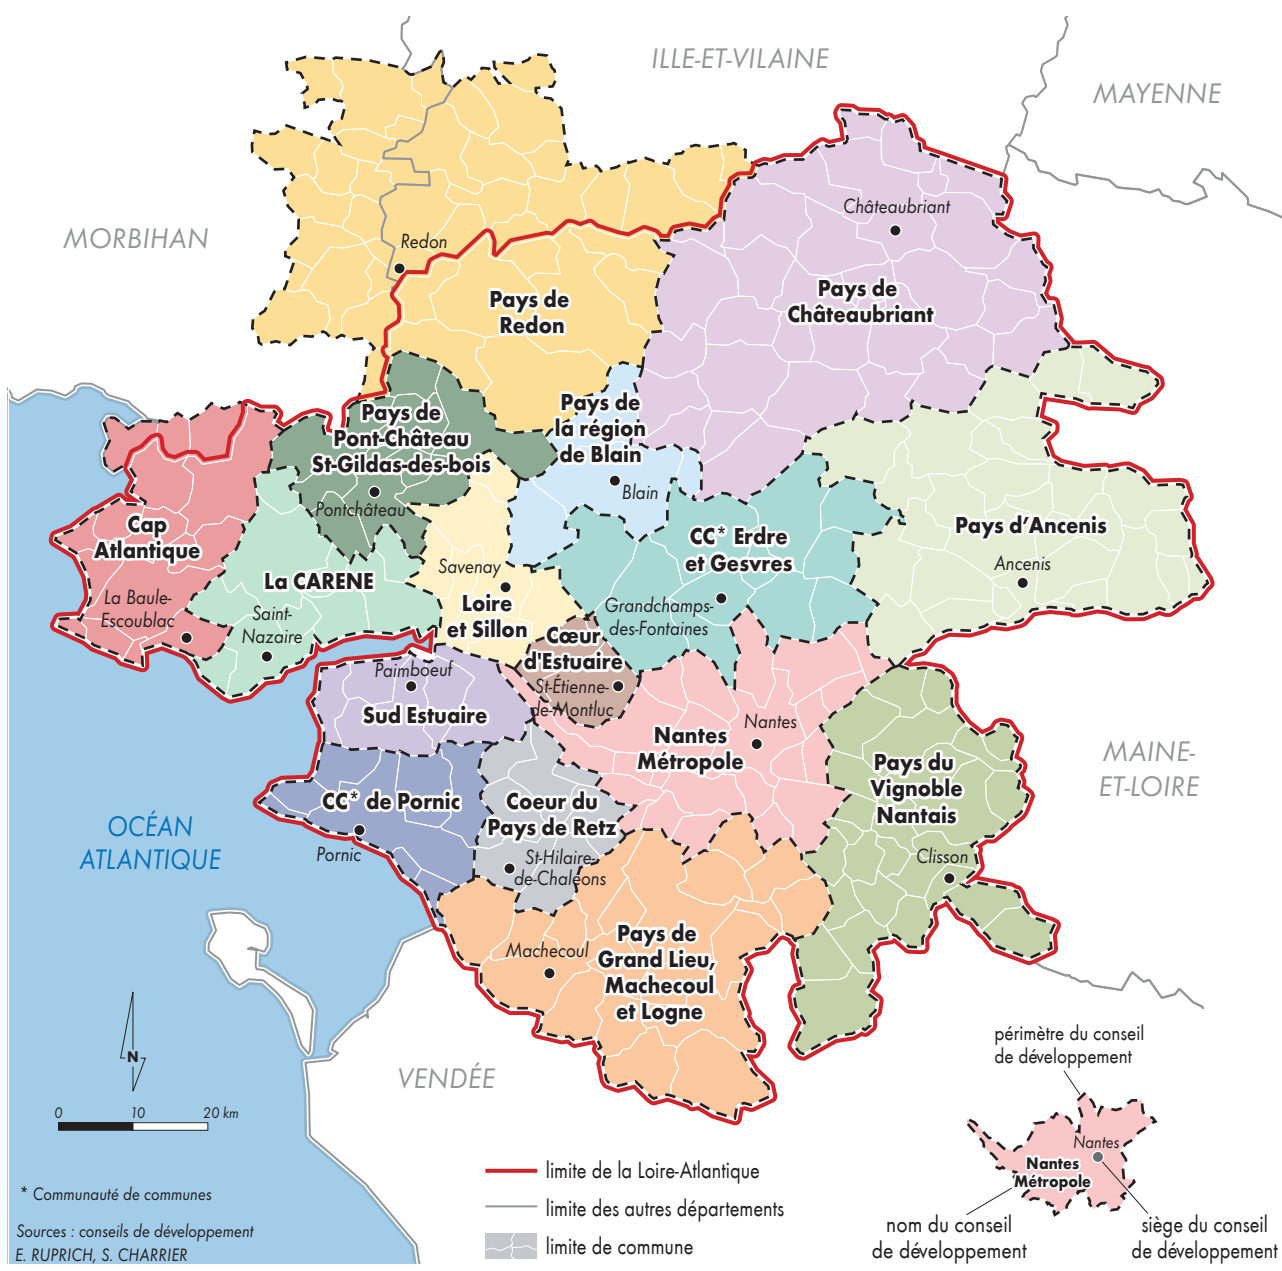 ILLE-ET-VILAINE
MAYENNE
MORBIHAN
Châteaubriant
Redon
Pays de
Redon
Pays de
Châteaubriant
Pays de
Pont-Château
St-Gildas-des-bois
Pontchâteau
Pays de
la région
de Blain
Blain
Cap
Atlantique
La Baule-
Escoublac
La CARENE
Saint-
Nazaire
Savenay
Loire
et Sillon
CC* Erdre
et Gesvres
Grandchamps-
des-Fontaines
Pays d'Ancenis
Ancenis
Cœur
d'Estuaire
St-Étienne-
de-Montluc
Paimboeuf
Sud Estuaire
Nantes
Nantes
Métropole
Pays du
Vignoble
Nantais
Clisson
MAINE-
ET-LOIRE
CC* de Pornic
Pornic
Coeur du
Pays de Retz
St-Hilaire-
de-Chaléons
OCÉAN
ATLANTIQUE
Machecoul
Pays de
Grand Lieu,
Machecoul
et Logne
VENDÉE
N
0 10 20 km
* Communauté de communes
Sources : conseils de développement
E. RUPRICH, S. CHARRIER
limite de la Loire-Atlantique
limite des autres départements
limite de commune
périmètre du conseil
de développement
Nantes
Nantes
Métropole
nom du conseil
de développement
siège du conseil
de développement